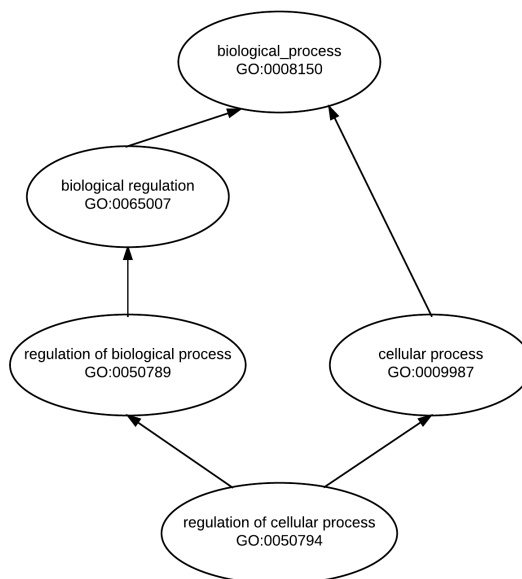 biological_process
GO:0008150
biological regulation
GO:0065007
regulation of biological process
GO:0050789
cellular process
GO:0009987
regulation of cellular process
GO:0050794